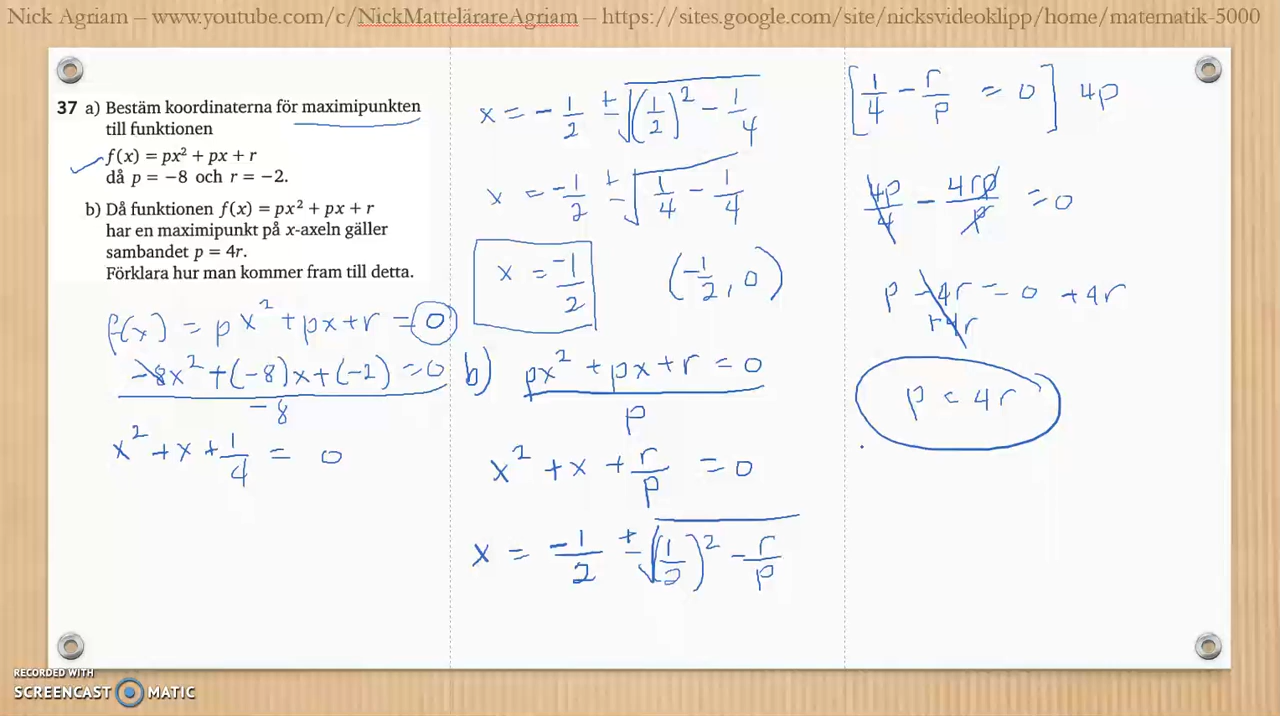 Nick Agriam – www.youtube.com/c/NickMattelärareAgriam – https://sites.google.com/site/nicksvideoklipp/home/matematik-5000
37 a) Bestäm koordinaterna för maximipunkten
till funktionen
f(x) = px² + px + r
då p = −8 och r = −2.
b) Då funktionen f(x) = px² + px + r
har en maximipunkt på x-axeln gäller
sambandet p = 4r.
Förklara hur man kommer fram till detta.
f(x) = px² + px + r = 0
-8x² + (-8)x + (-2) = 0
-8
x² + x + 1/4 = 0
x = - 1/2 ± √((1/2)² - 1/4)
x = -1/2 ± √(1/4 - 1/4)
x = -1/2 (-1/2, 0)
b) px² + px + r = 0
p
x² + x + r/p = 0
x = -1/2 ± √((1/2)² - r/p)
[1/4 - r/p = 0] 4p
4p/4 - 4rp/p = 0
p - 4r = 0 + 4r
+4r
p = 4r
RECORDED WITH
SCREENCAST MATIC